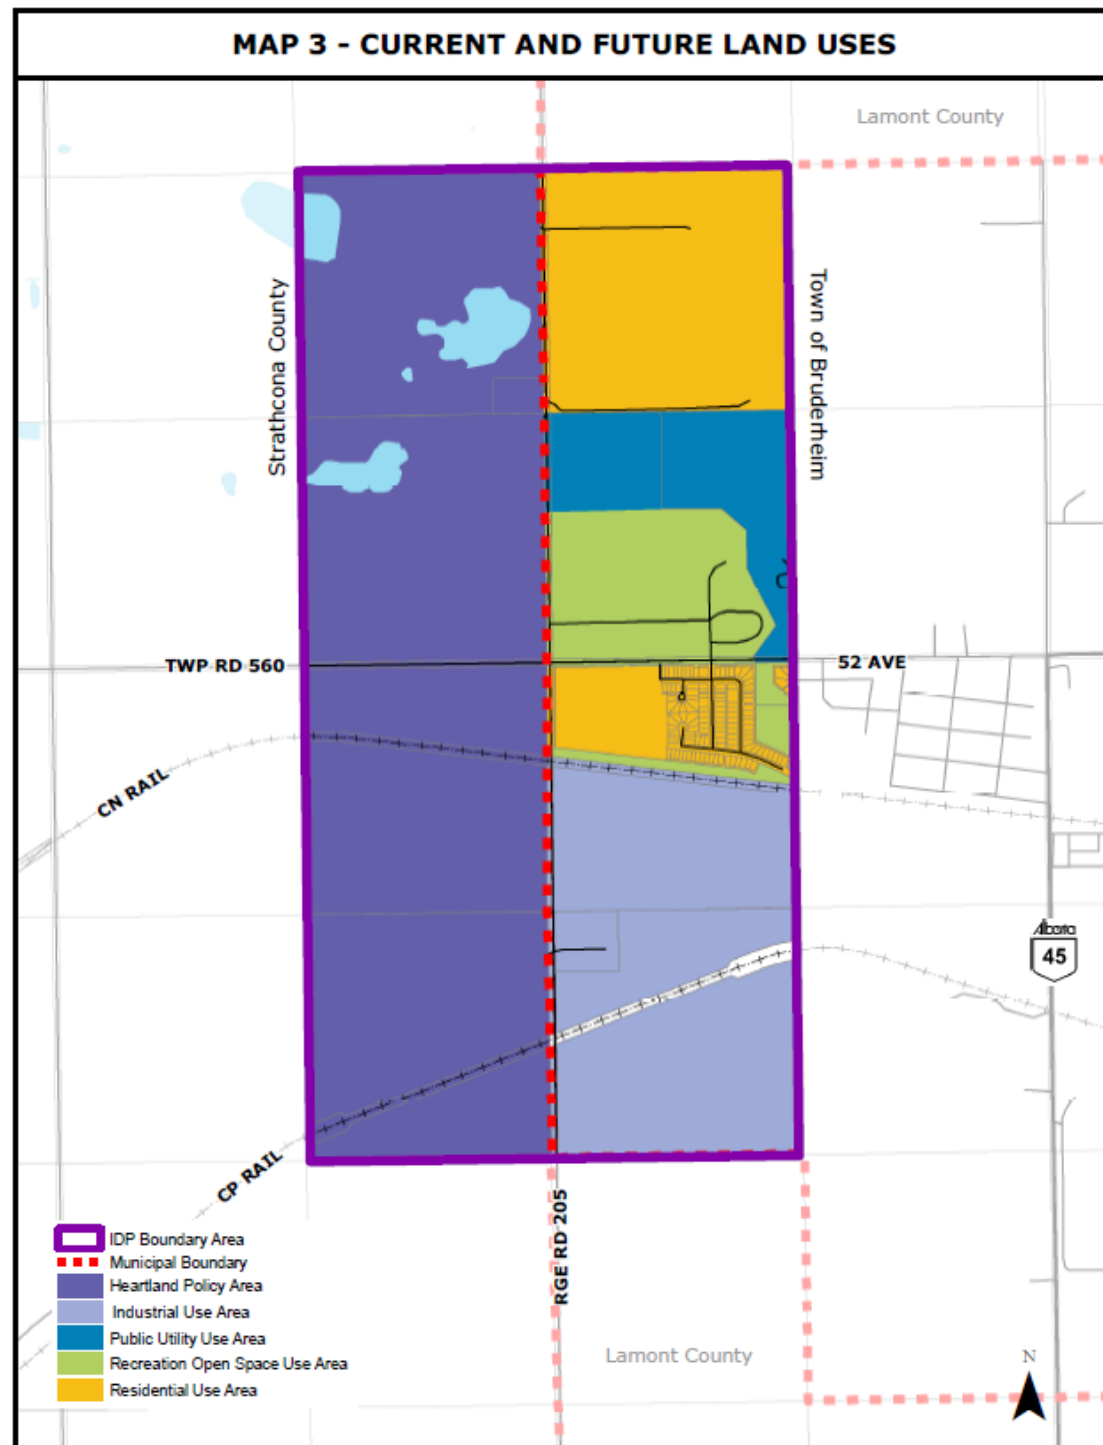 MAP 3 - CURRENT AND FUTURE LAND USES
Lamont County
Strathcona County
Town of Bruderheim
TWP RD 560
52 AVE
CN RAIL
Alberta
45
CP RAIL
RGE RD 205
IDP Boundary Area
Municipal Boundary
Heartland Policy Area
Industrial Use Area
Public Utility Use Area
Recreation Open Space Use Area
Residential Use Area
Lamont County
N